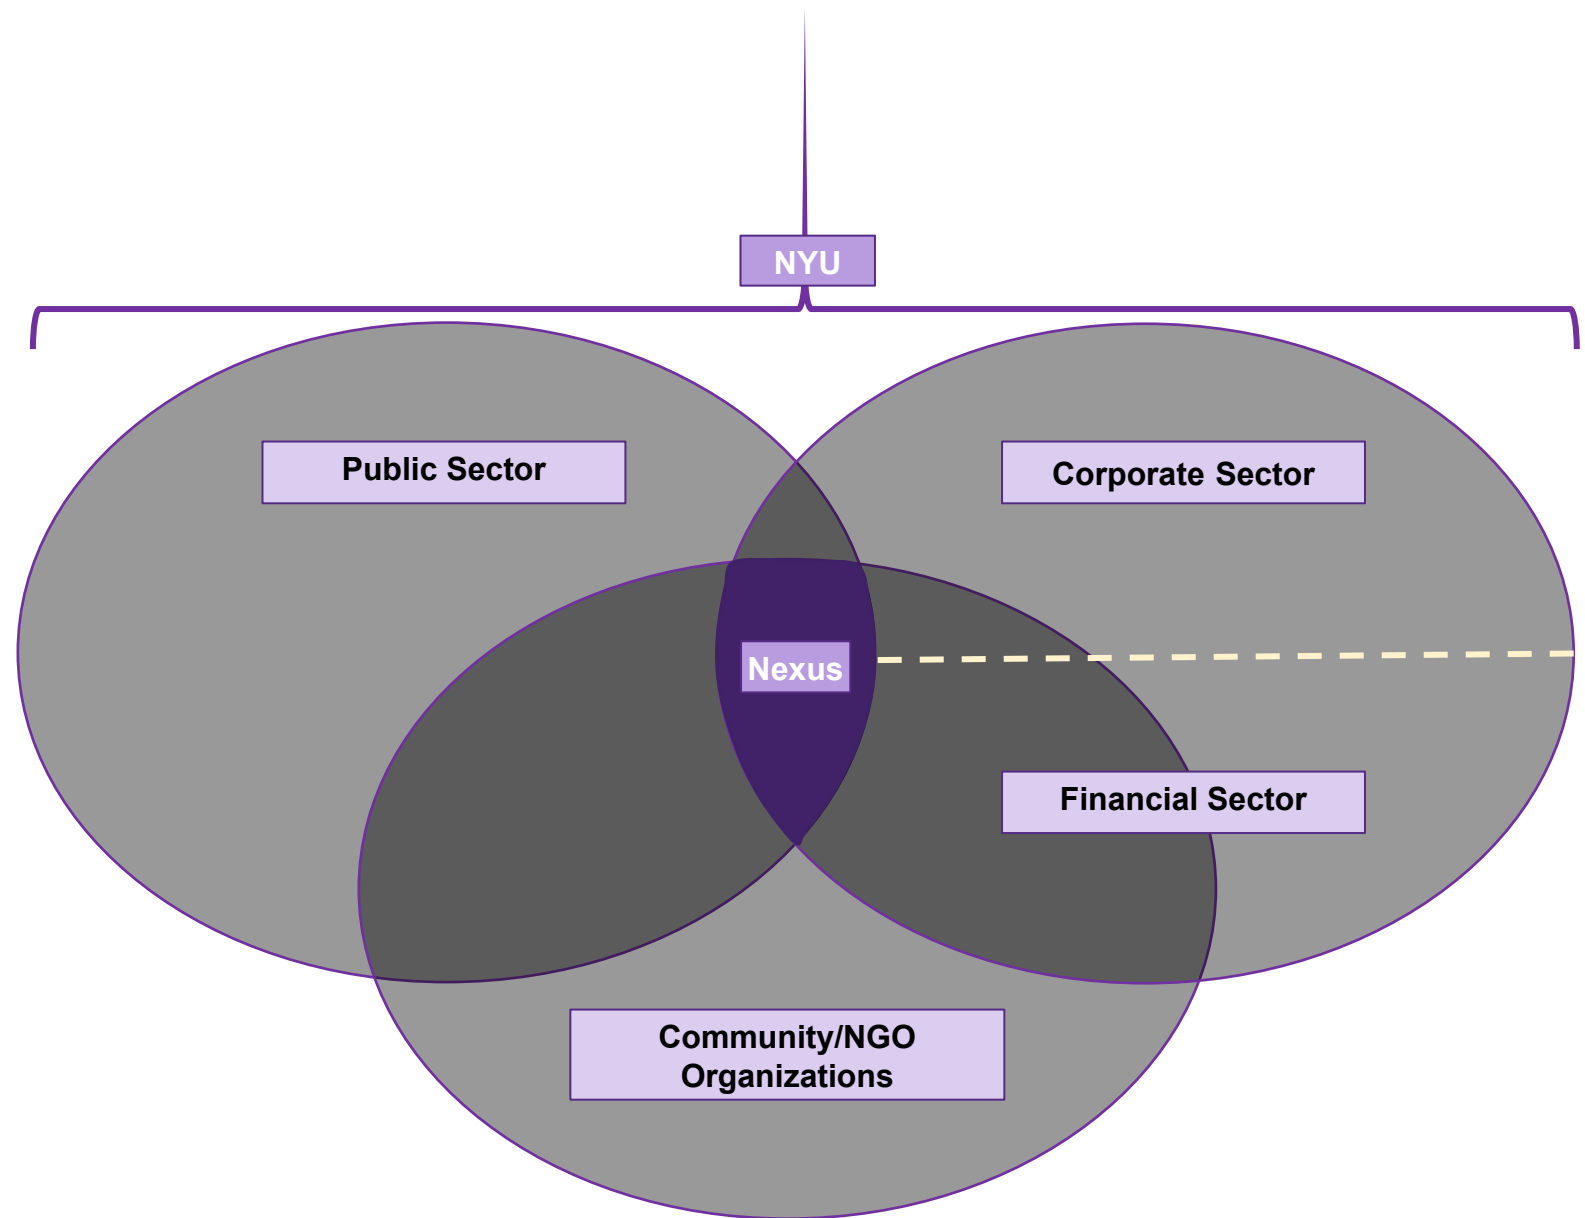 NYU
Public Sector
Corporate Sector
Nexus
Financial Sector
Community/NGO
Organizations